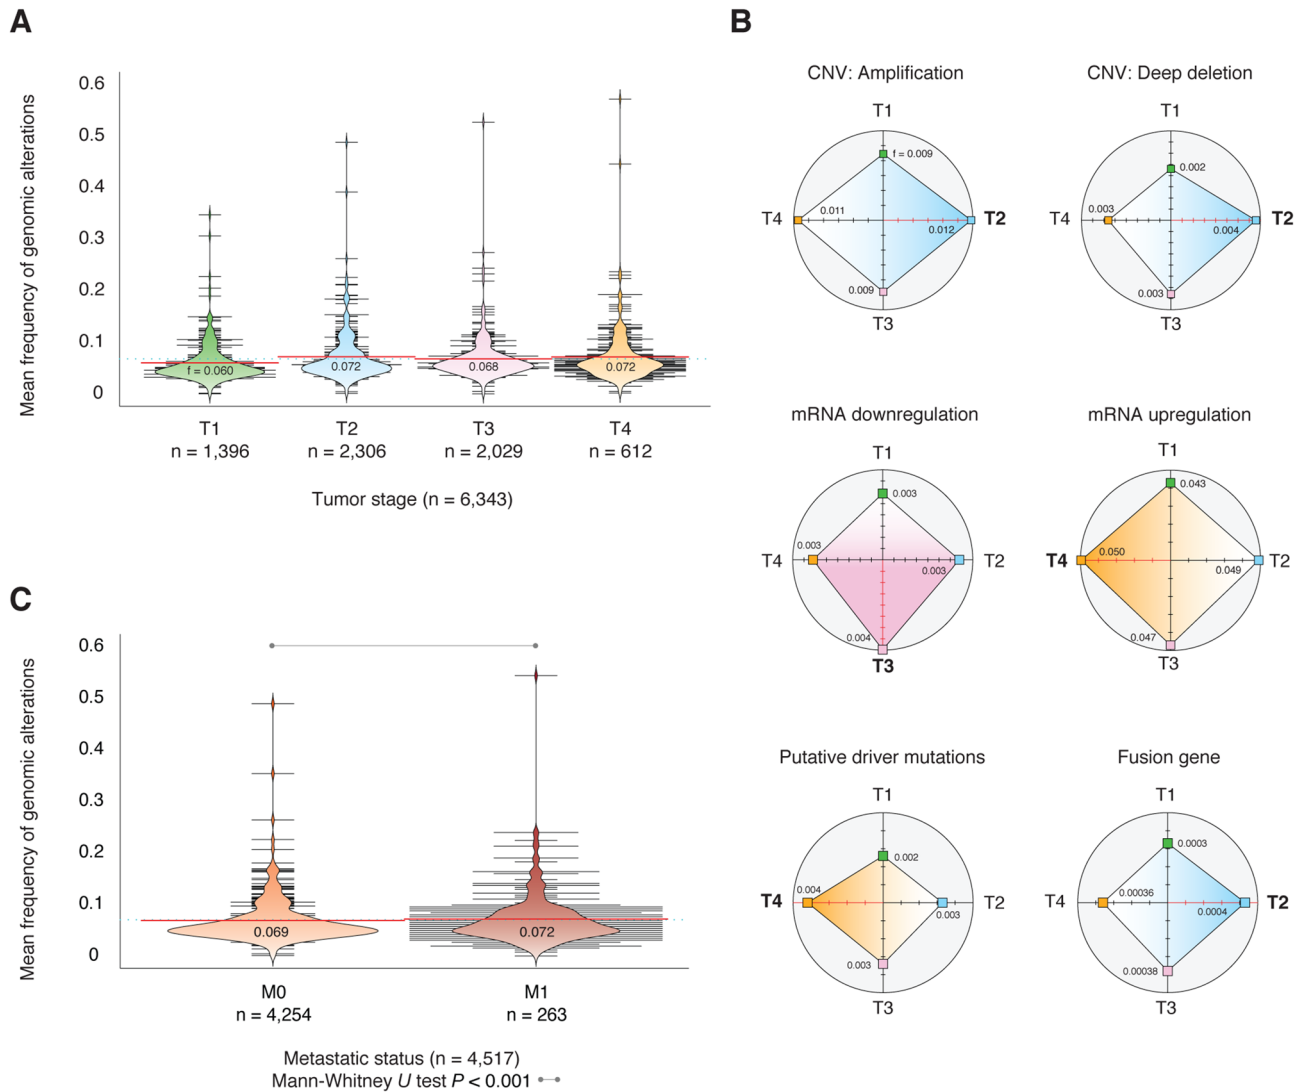 A
Mean frequency of genomic alterations
0.6
0.5
0.4
0.3
0.2
0.1
0
f = 0.060
0.072
0.068
0.072
T1
T2
T3
T4
n = 1,396
n = 2,306
n = 2,029
n = 612
Tumor stage (n = 6,343)
B
CNV: Amplification
T1
f = 0.009
T4
0.011
0.012
T2
0.009
T3
CNV: Deep deletion
T1
0.002
T4
0.003
0.004
T2
0.003
T3
mRNA downregulation
T1
0.003
T4
0.003
0.003
T2
0.004
T3
mRNA upregulation
T1
0.043
T4
0.050
0.049
T2
0.047
T3
Putative driver mutations
T1
0.002
T4
0.004
0.003
T2
0.003
T3
Fusion gene
T1
0.0003
T4
0.00036
0.0004
T2
0.00038
T3
C
Mean frequency of genomic alterations
0.6
0.5
0.4
0.3
0.2
0.1
0
0.069
0.072
M0
M1
n = 4,254
n = 263
Metastatic status (n = 4,517)
Mann-Whitney U test P < 0.001